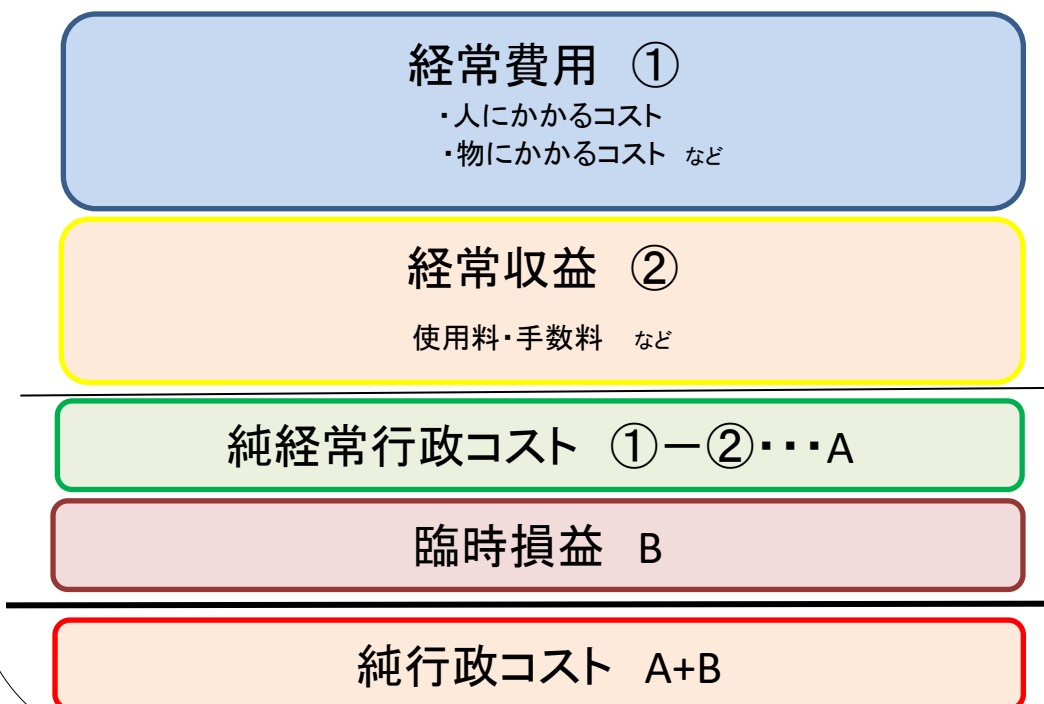 経常費用 ①
・人にかかるコスト
・物にかかるコスト など
経常収益 ②
使用料・手数料 など
純経常行政コスト ①－②・・・A
臨時損益 B
純行政コスト A+B